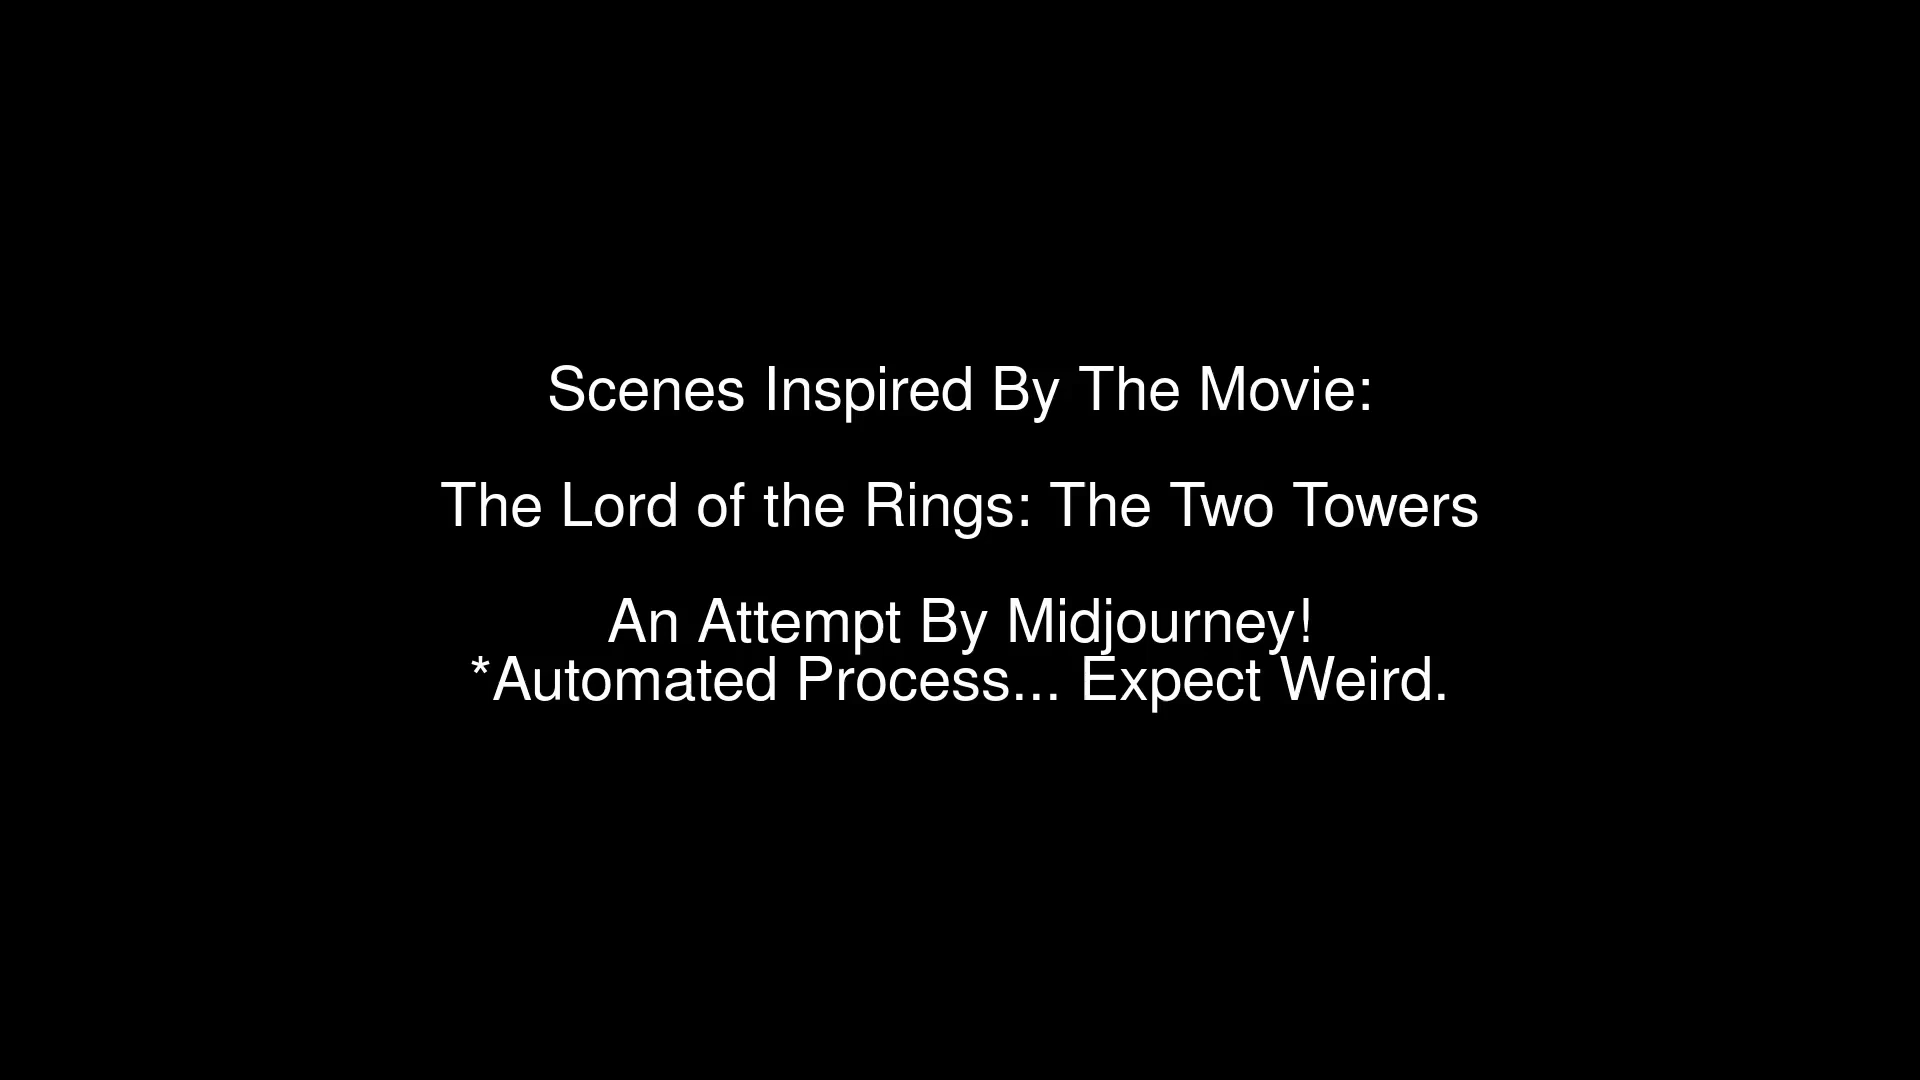 Scenes Inspired By The Movie:
The Lord of the Rings: The Two Towers
An Attempt By Midjourney!
*Automated Process... Expect Weird.